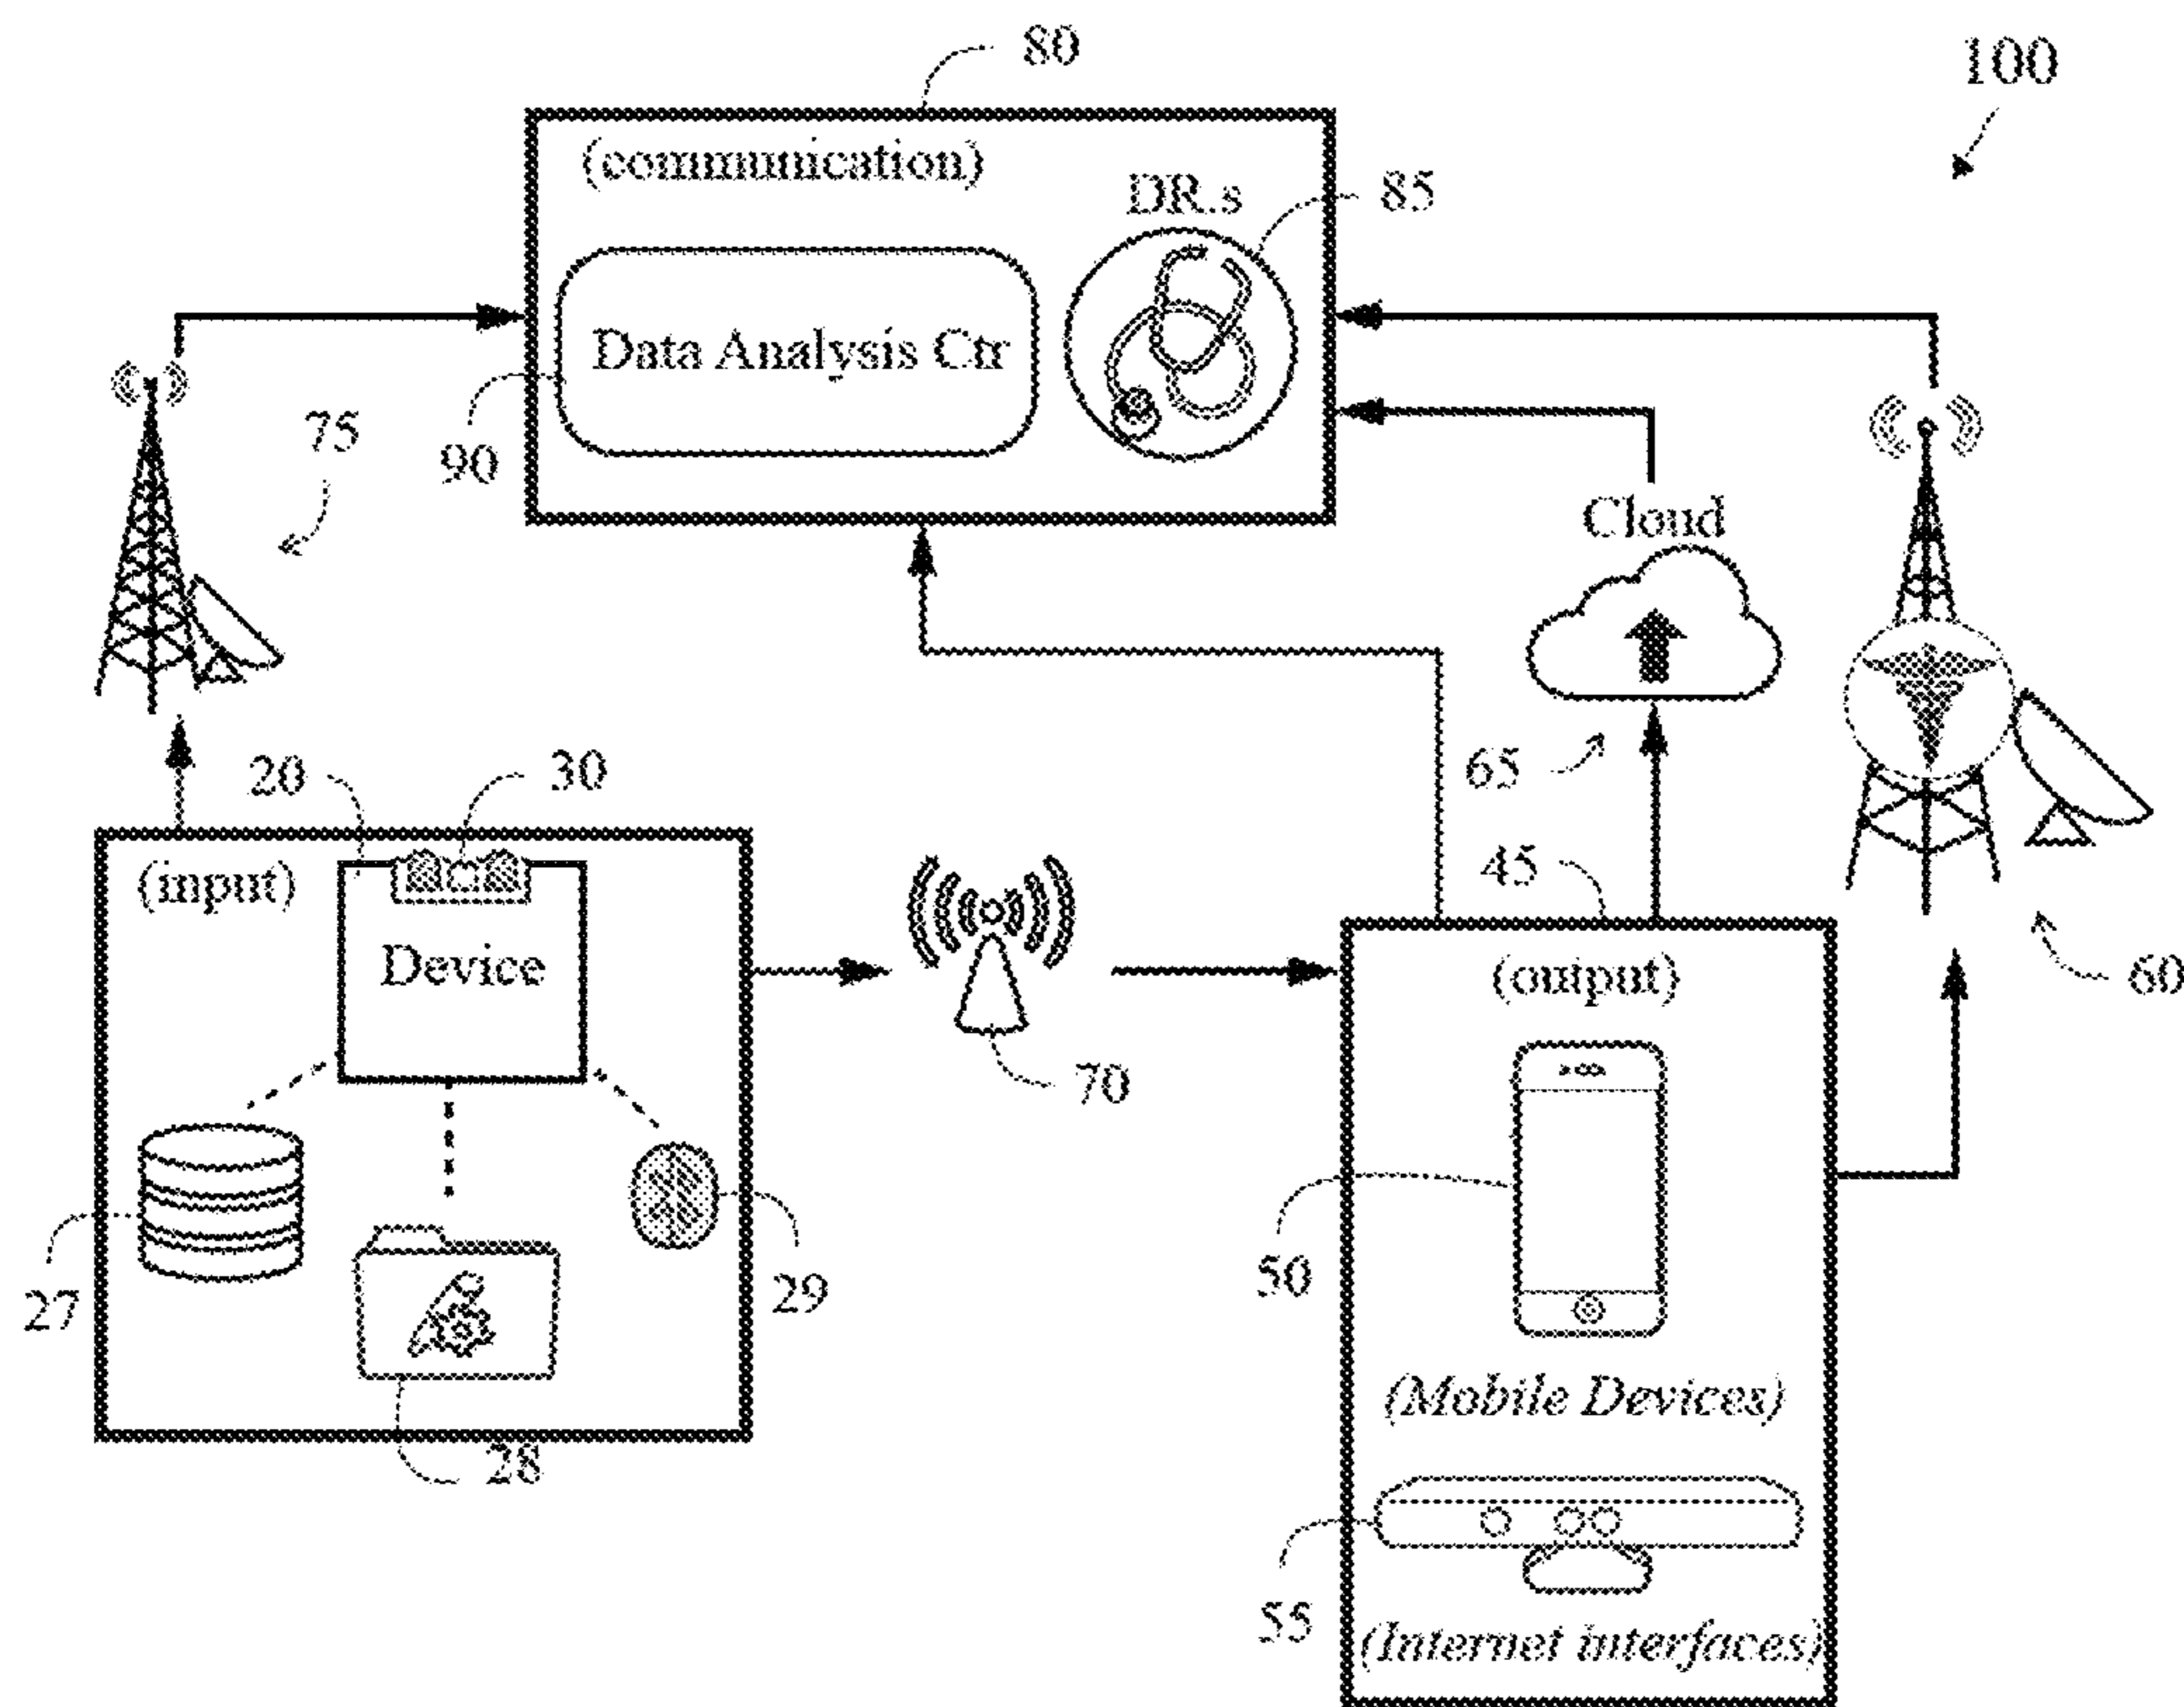 80
100
(communication)
DR.s
85
Data Analysis Ctr
90
75
Cloud
65
20
30
45
60
(input)
Device
(output)
70
27
28
29
50
(Mobile Devices)
55
(Internet interfaces)